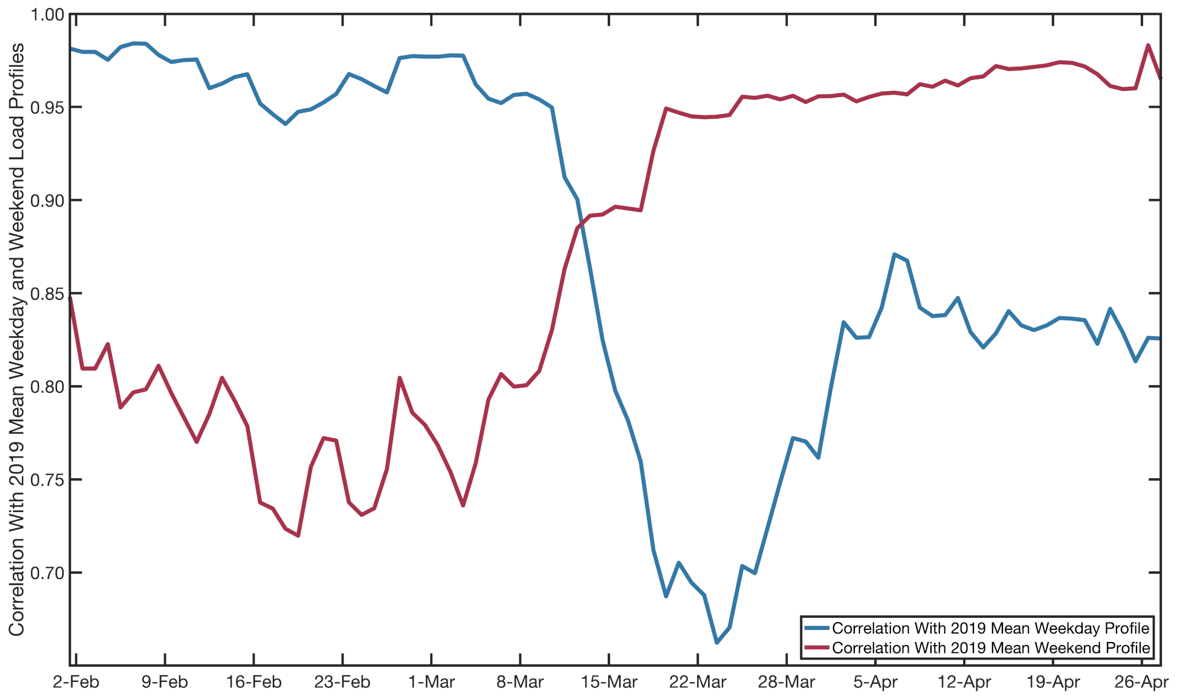 Correlation With 2019 Mean Weekday and Weekend Load Profiles
1.00
0.95
0.90
0.85
0.80
0.75
0.70
2-Feb 9-Feb 16-Feb 23-Feb 1-Mar 8-Mar 15-Mar 22-Mar 28-Mar 5-Apr 12-Apr 19-Apr 26-Apr
Correlation With 2019 Mean Weekday Profile
Correlation With 2019 Mean Weekend Profile